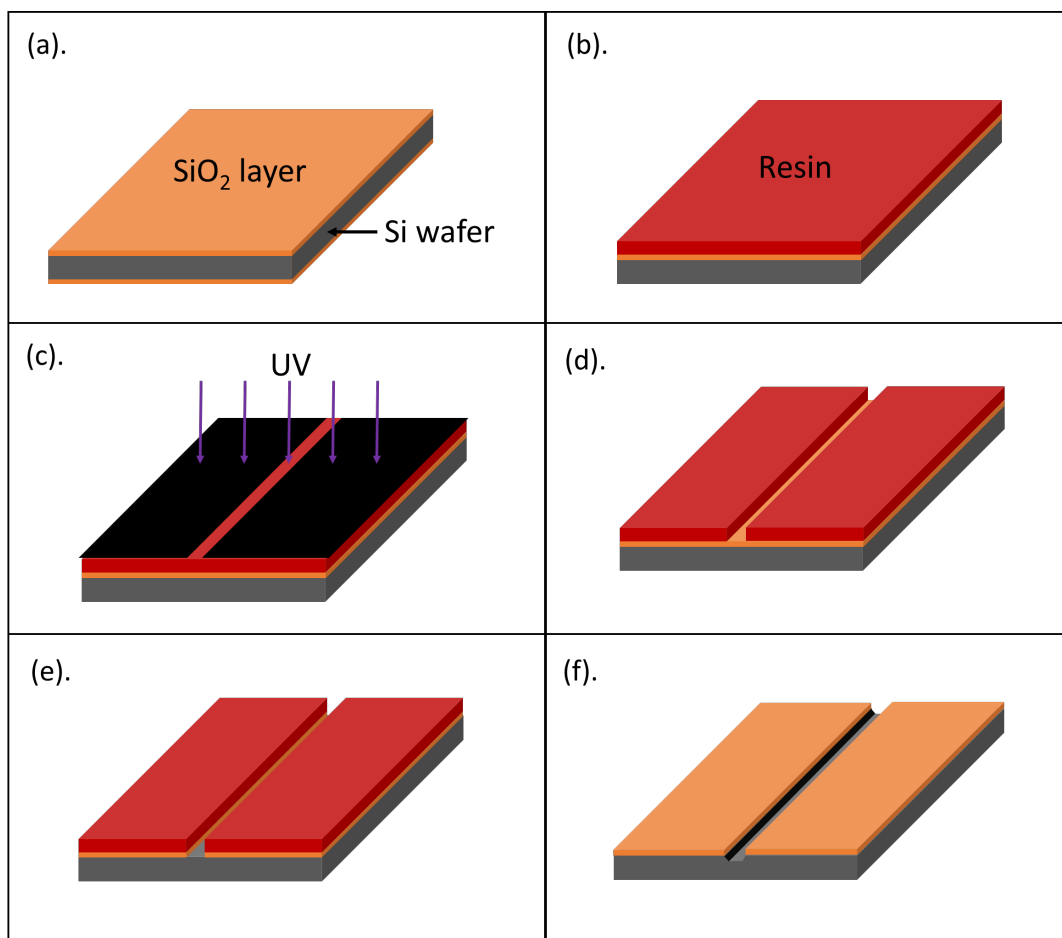 (a).
SiO₂ layer
Si wafer
(b).
Resin
(c).
UV
(d).
(e).
(f).